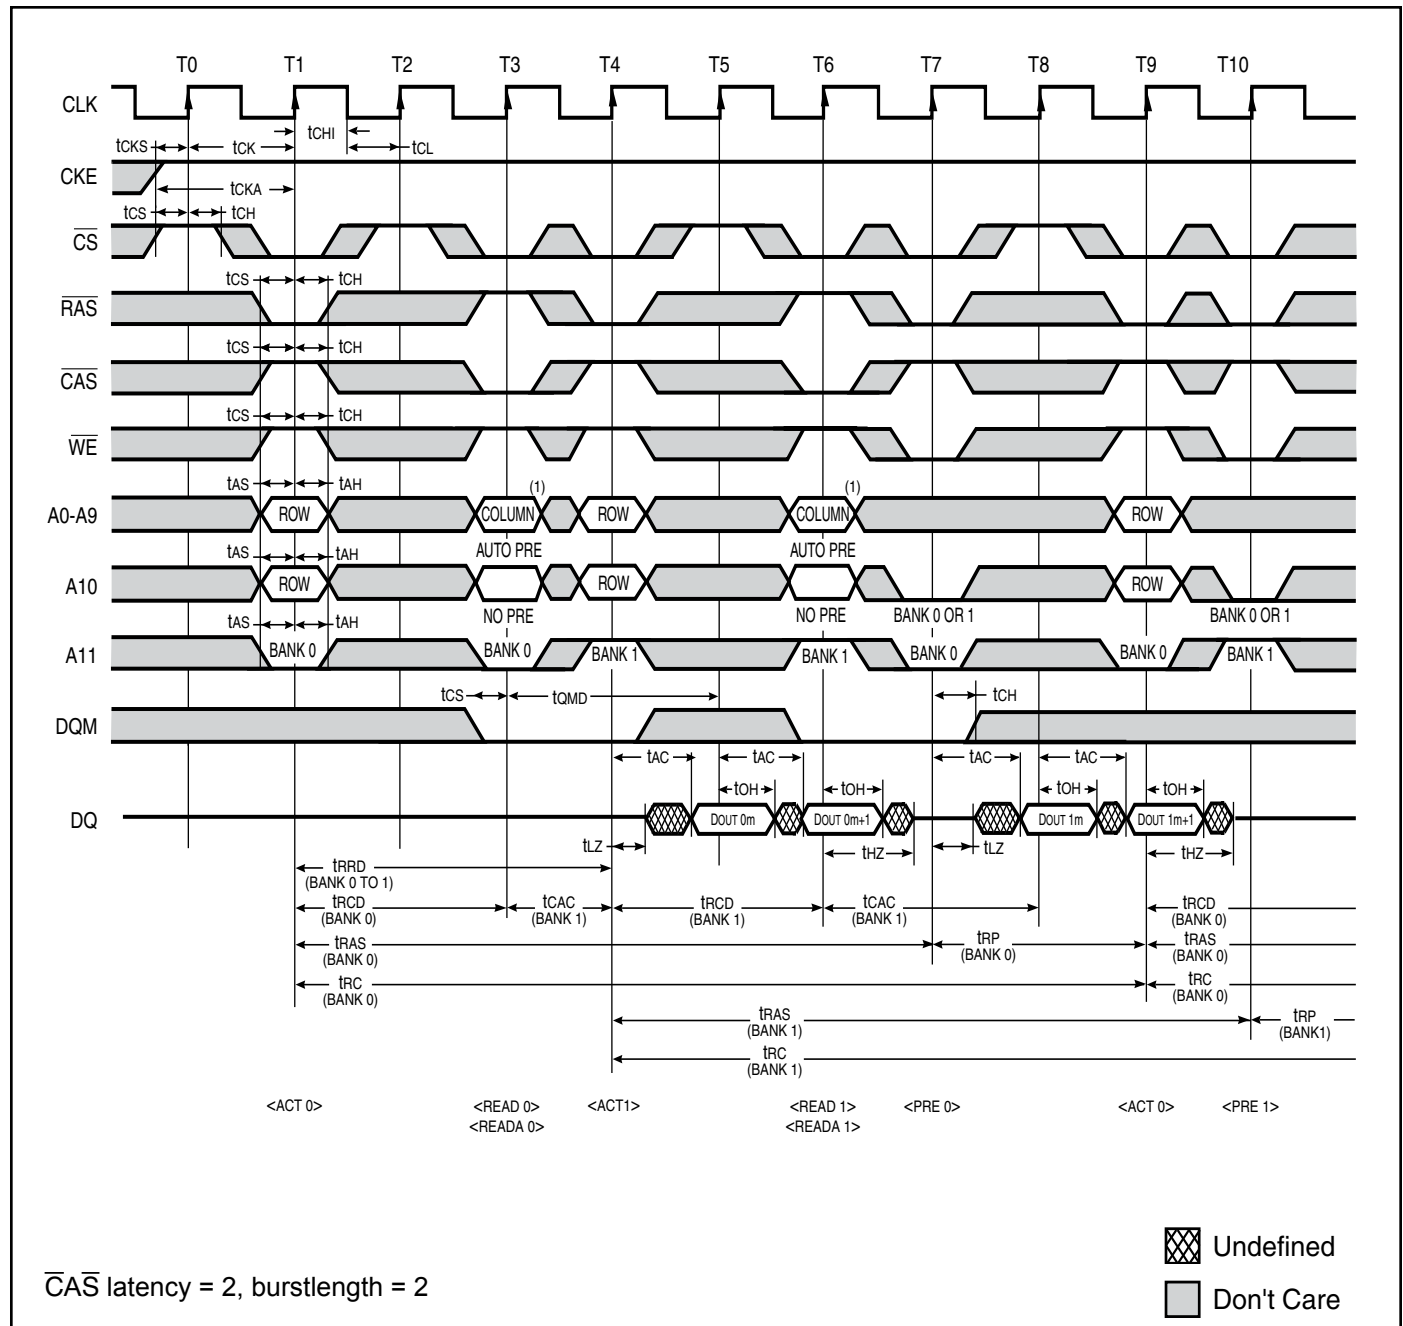 T0 T1 T2 T3 T4 T5 T6 T7 T8 T9 T10
CLK
tCHI
tCKS tCK tCL
CKE
tCKA
tCS tCH
CS
tCS tCH
RAS
tCS tCH
CAS
tCS tCH
WE
tAS tAH (1) (1)
A0-A9 ROW COLUMN ROW COLUMN ROW
tAS tAH AUTO PRE AUTO PRE
A10 ROW ROW ROW
NO PRE NO PRE BANK 0 OR 1 BANK 0 OR 1
tAS tAH
A11 BANK 0 BANK 0 BANK 1 BANK 1 BANK 0 BANK 0 BANK 1
tCS tQMD tCH
DQM
tAC tAC tAC tAC
tOH tOH tOH tOH
DQ DOUT 0m DOUT 0m+1 DOUT 1m DOUT 1m+1
tLZ tHZ tLZ tHZ
tRRD
(BANK 0 TO 1)
tRCD tCAC tRCD tCAC tRCD
(BANK 0) (BANK 1) (BANK 1) (BANK 1) (BANK 0)
tRAS tRP tRAS
(BANK 0) (BANK 0) (BANK 0)
tRC tRC
(BANK 0) (BANK 0)
tRAS tRP
(BANK 1) (BANK1)
tRC
(BANK 1)
<ACT 0> <READ 0> <ACT1> <READ 1> <PRE 0> <ACT 0> <PRE 1>
<READA 0> <READA 1>
Undefined
CAS latency = 2, burstlength = 2
Don't Care